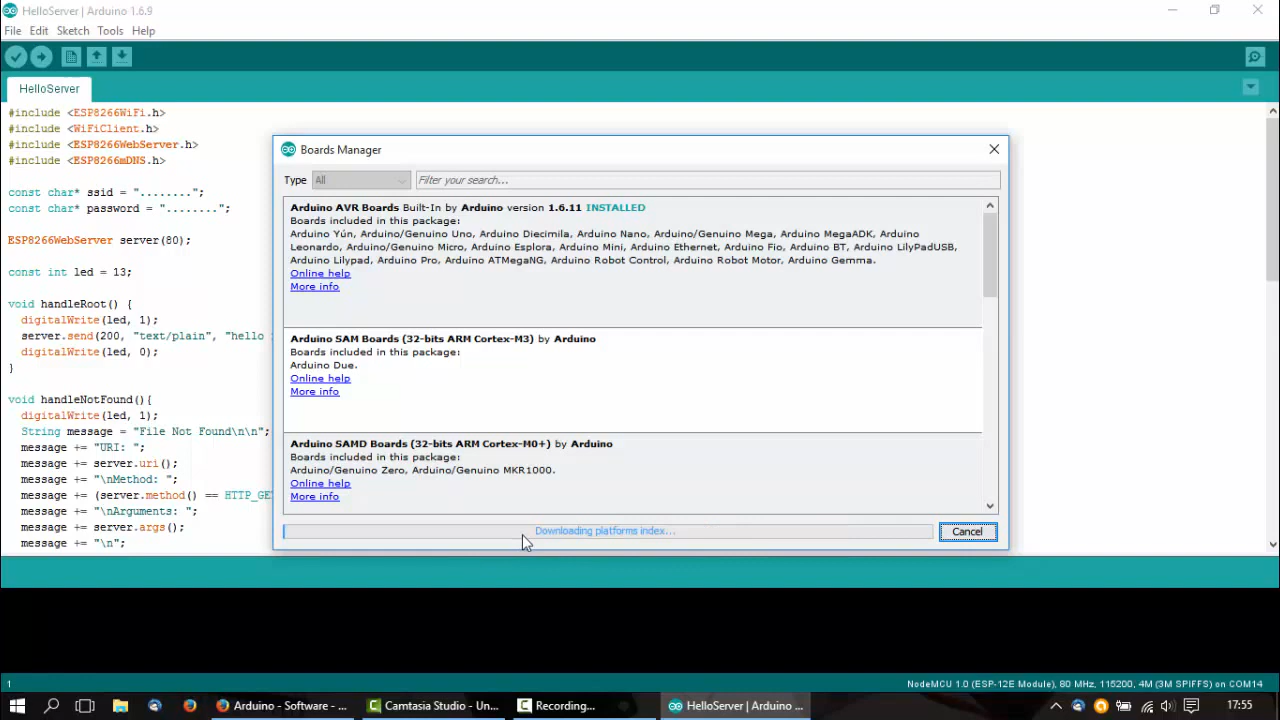 HelloServer | Arduino 1.6.9
File Edit Sketch Tools Help
HelloServer
#include <ESP8266WiFi.h>
#include <WiFiClient.h>
#include <ESP8266WebServer.h>
#include <ESP8266mDNS.h>
const char* ssid = "........";
const char* password = "........";
ESP8266WebServer server(80);
const int led = 13;
void handleRoot() {
digitalWrite(led, 1);
server.send(200, "text/plain", "hello
digitalWrite(led, 0);
}
void handleNotFound(){
digitalWrite(led, 1);
String message = "File Not Found\n\n";
message += "URI: ";
message += server.uri();
message += "\nMethod: ";
message += (server.method() == HTTP_GE
message += "\nArguments: ";
message += server.args();
message += "\n";
Boards Manager
Type All Filter your search...
Arduino AVR Boards Built-In by Arduino version 1.6.11 INSTALLED
Boards included in this package:
Arduino Yún, Arduino/Genuino Uno, Arduino Diecimila, Arduino Nano, Arduino/Genuino Mega, Arduino MegaADK, Arduino
Leonardo, Arduino/Genuino Micro, Arduino Esplora, Arduino Mini, Arduino Ethernet, Arduino Fio, Arduino BT, Arduino LilyPadUSB,
Arduino Lilypad, Arduino Pro, Arduino ATMegaNG, Arduino Robot Control, Arduino Robot Motor, Arduino Gemma.
Online help
More info
Arduino SAM Boards (32-bits ARM Cortex-M3) by Arduino
Boards included in this package:
Arduino Due.
Online help
More info
Arduino SAMD Boards (32-bits ARM Cortex-M0+) by Arduino
Boards included in this package:
Arduino/Genuino Zero, Arduino/Genuino MKR1000.
Online help
More info
Downloading platforms index... Cancel
1 NodeMCU 1.0 (ESP-12E Module), 80 MHz, 115200, 4M (3M SPIFFS) on COM14
Arduino - Software - ... Camtasia Studio - Un... Recording... HelloServer | Arduino ... 17:55